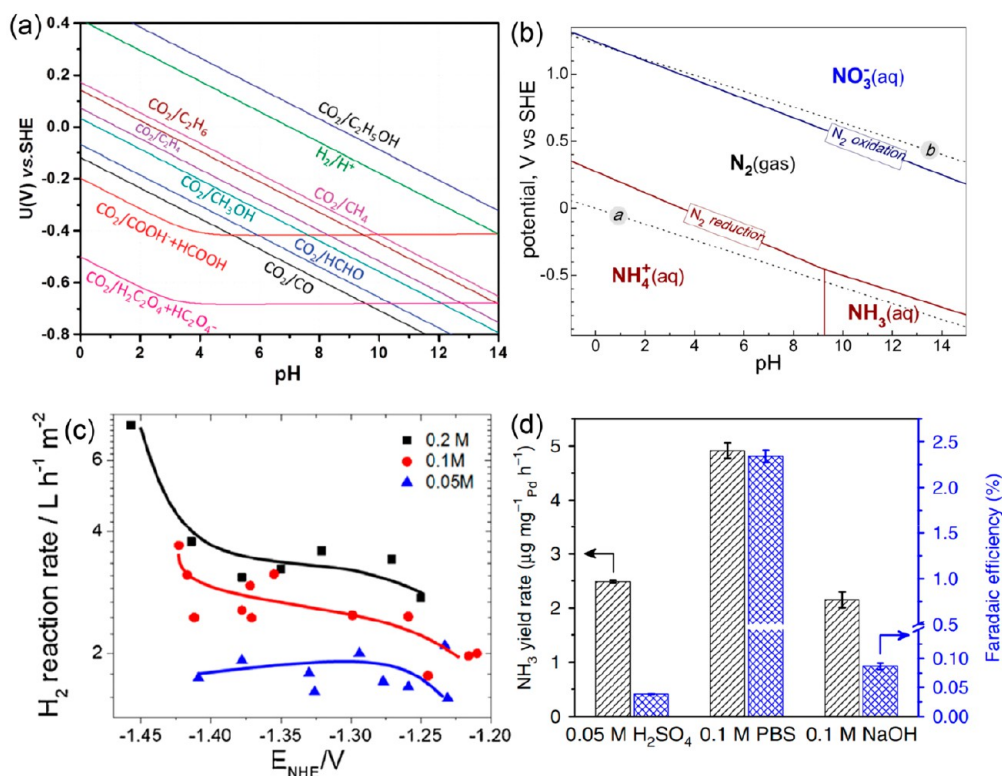 (a)
U(V) vs.SHE
0.4
0.2
0.0
-0.2
-0.4
-0.6
-0.8
CO₂/C₂H₅OH
H₂/H⁺
CO₂/C₂H₆
CO₂/CH₄
CO₂/CH₃OH
CO₂/HCHO
CO₂/CO
CO₂/COOH⁻+HCOOH
CO₂/H₂C₂O₄+HC₂O₄⁻
0 2 4 6 8 10 12 14
pH
(b)
potential, V vs SHE
1.0
0.5
0
-0.5
NO₃⁻(aq)
b
N₂ oxidation
N₂(gas)
N₂ reduction
a
NH₄⁺(aq)
NH₃(aq)
0 2 4 6 8 10 12 14
pH
(c)
H₂ reaction rate / L h⁻¹ m⁻²
6
4
2
0.2 M
0.1M
0.05M
-1.45 -1.40 -1.35 -1.30 -1.25 -1.20
E_NHE/V
(d)
NH₃ yield rate (µg mg⁻¹_Pd h⁻¹)
5
4
3
2
1
0
2.5
2.0
1.5
1.0
0.5
0.10
0.05
0.00
Faradaic efficiency (%)
0.05 M H₂SO₄ 0.1 M PBS 0.1 M NaOH